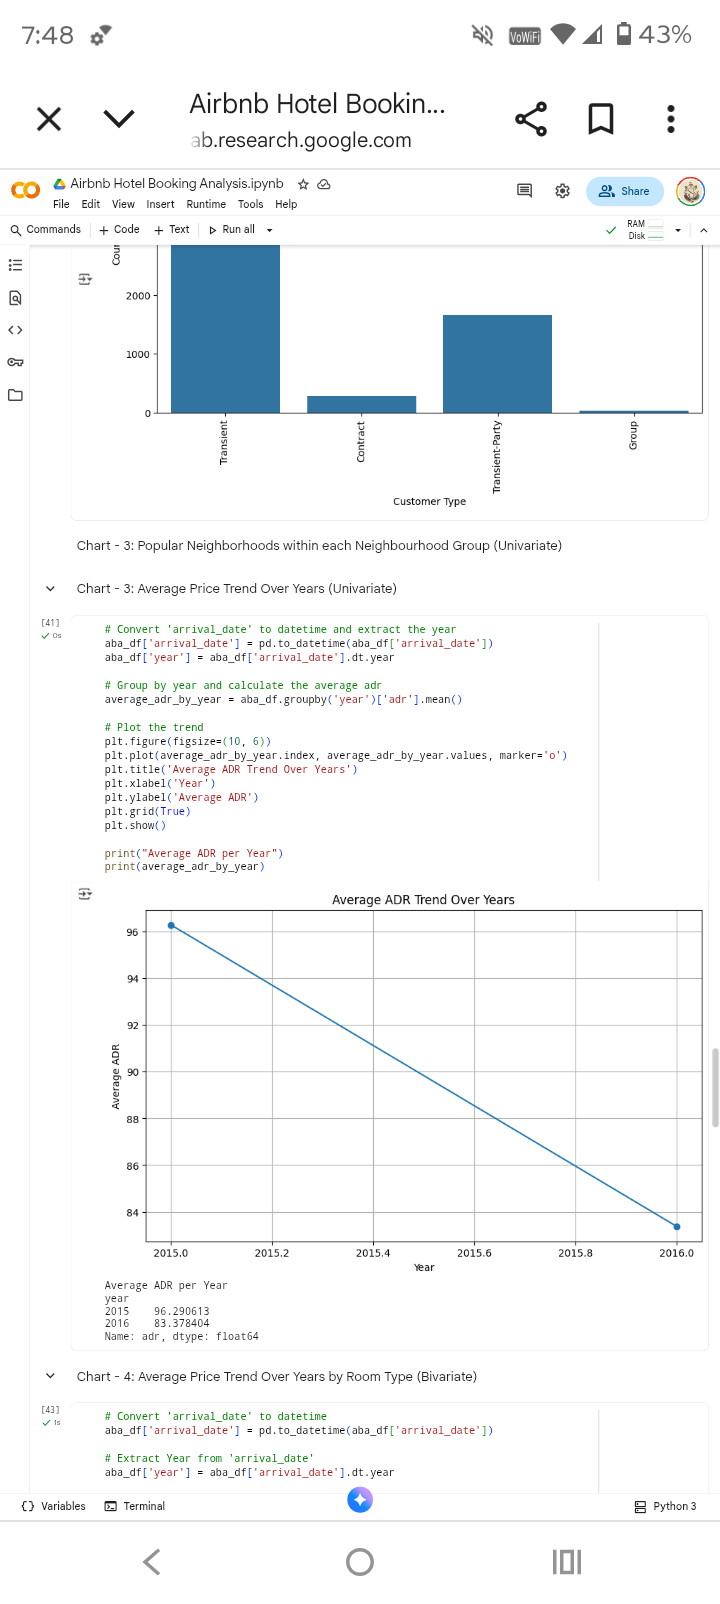 7:48
VoWiFi
43%
Airbnb Hotel Bookin...
ab.research.google.com
Airbnb Hotel Booking Analysis.ipynb
File Edit View Insert Runtime Tools Help
Share
Commands + Code + Text Run all
RAM
Disk
Cour
2000
1000
0
Transient
Contract
Transient-Party
Group
Customer Type
Chart - 3: Popular Neighborhoods within each Neighbourhood Group (Univariate)
Chart - 3: Average Price Trend Over Years (Univariate)
[41]
0s
# Convert 'arrival_date' to datetime and extract the year
aba_df['arrival_date'] = pd.to_datetime(aba_df['arrival_date'])
aba_df['year'] = aba_df['arrival_date'].dt.year
# Group by year and calculate the average adr
average_adr_by_year = aba_df.groupby('year')['adr'].mean()
# Plot the trend
plt.figure(figsize=(10, 6))
plt.plot(average_adr_by_year.index, average_adr_by_year.values, marker='o')
plt.title('Average ADR Trend Over Years')
plt.xlabel('Year')
plt.ylabel('Average ADR')
plt.grid(True)
plt.show()
print("Average ADR per Year")
print(average_adr_by_year)
Average ADR Trend Over Years
Average ADR
96
94
92
90
88
86
84
2015.0 2015.2 2015.4 2015.6 2015.8 2016.0
Year
Average ADR per Year
year
2015 96.290613
2016 83.378404
Name: adr, dtype: float64
Chart - 4: Average Price Trend Over Years by Room Type (Bivariate)
[43]
1s
# Convert 'arrival_date' to datetime
aba_df['arrival_date'] = pd.to_datetime(aba_df['arrival_date'])
# Extract Year from 'arrival_date'
aba_df['year'] = aba_df['arrival_date'].dt.year
Variables Terminal
Python 3